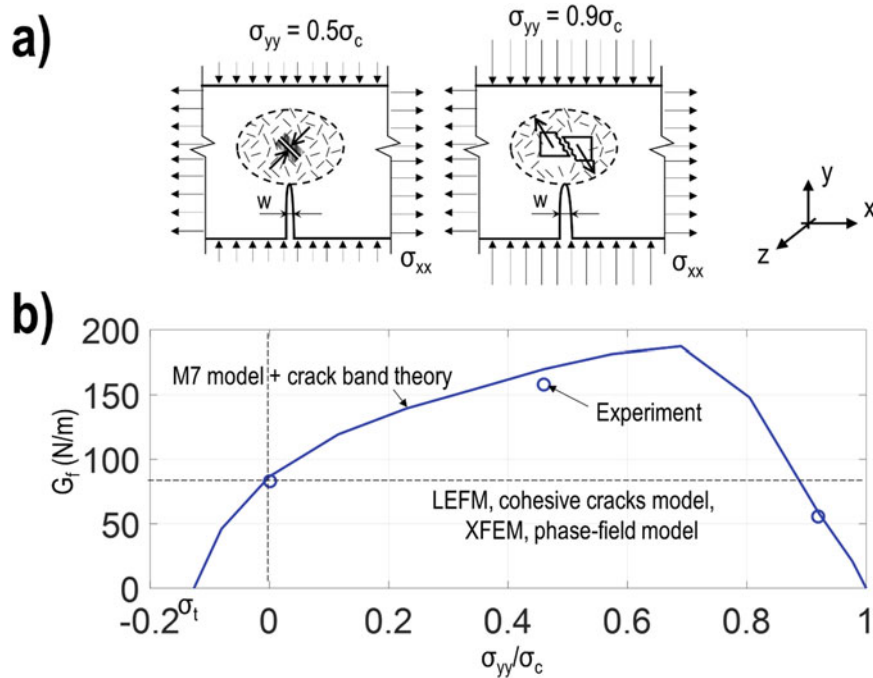 a)
σyy = 0.5σc
σyy = 0.9σc
w
w
σxx
σxx
y
x
z
b)
200
150
100
50
0
Gf (N/m)
M7 model + crack band theory
Experiment
LEFM, cohesive cracks model,
XFEM, phase-field model
-0.2
σt
0
0.2
0.4
0.6
0.8
1
σyy/σc